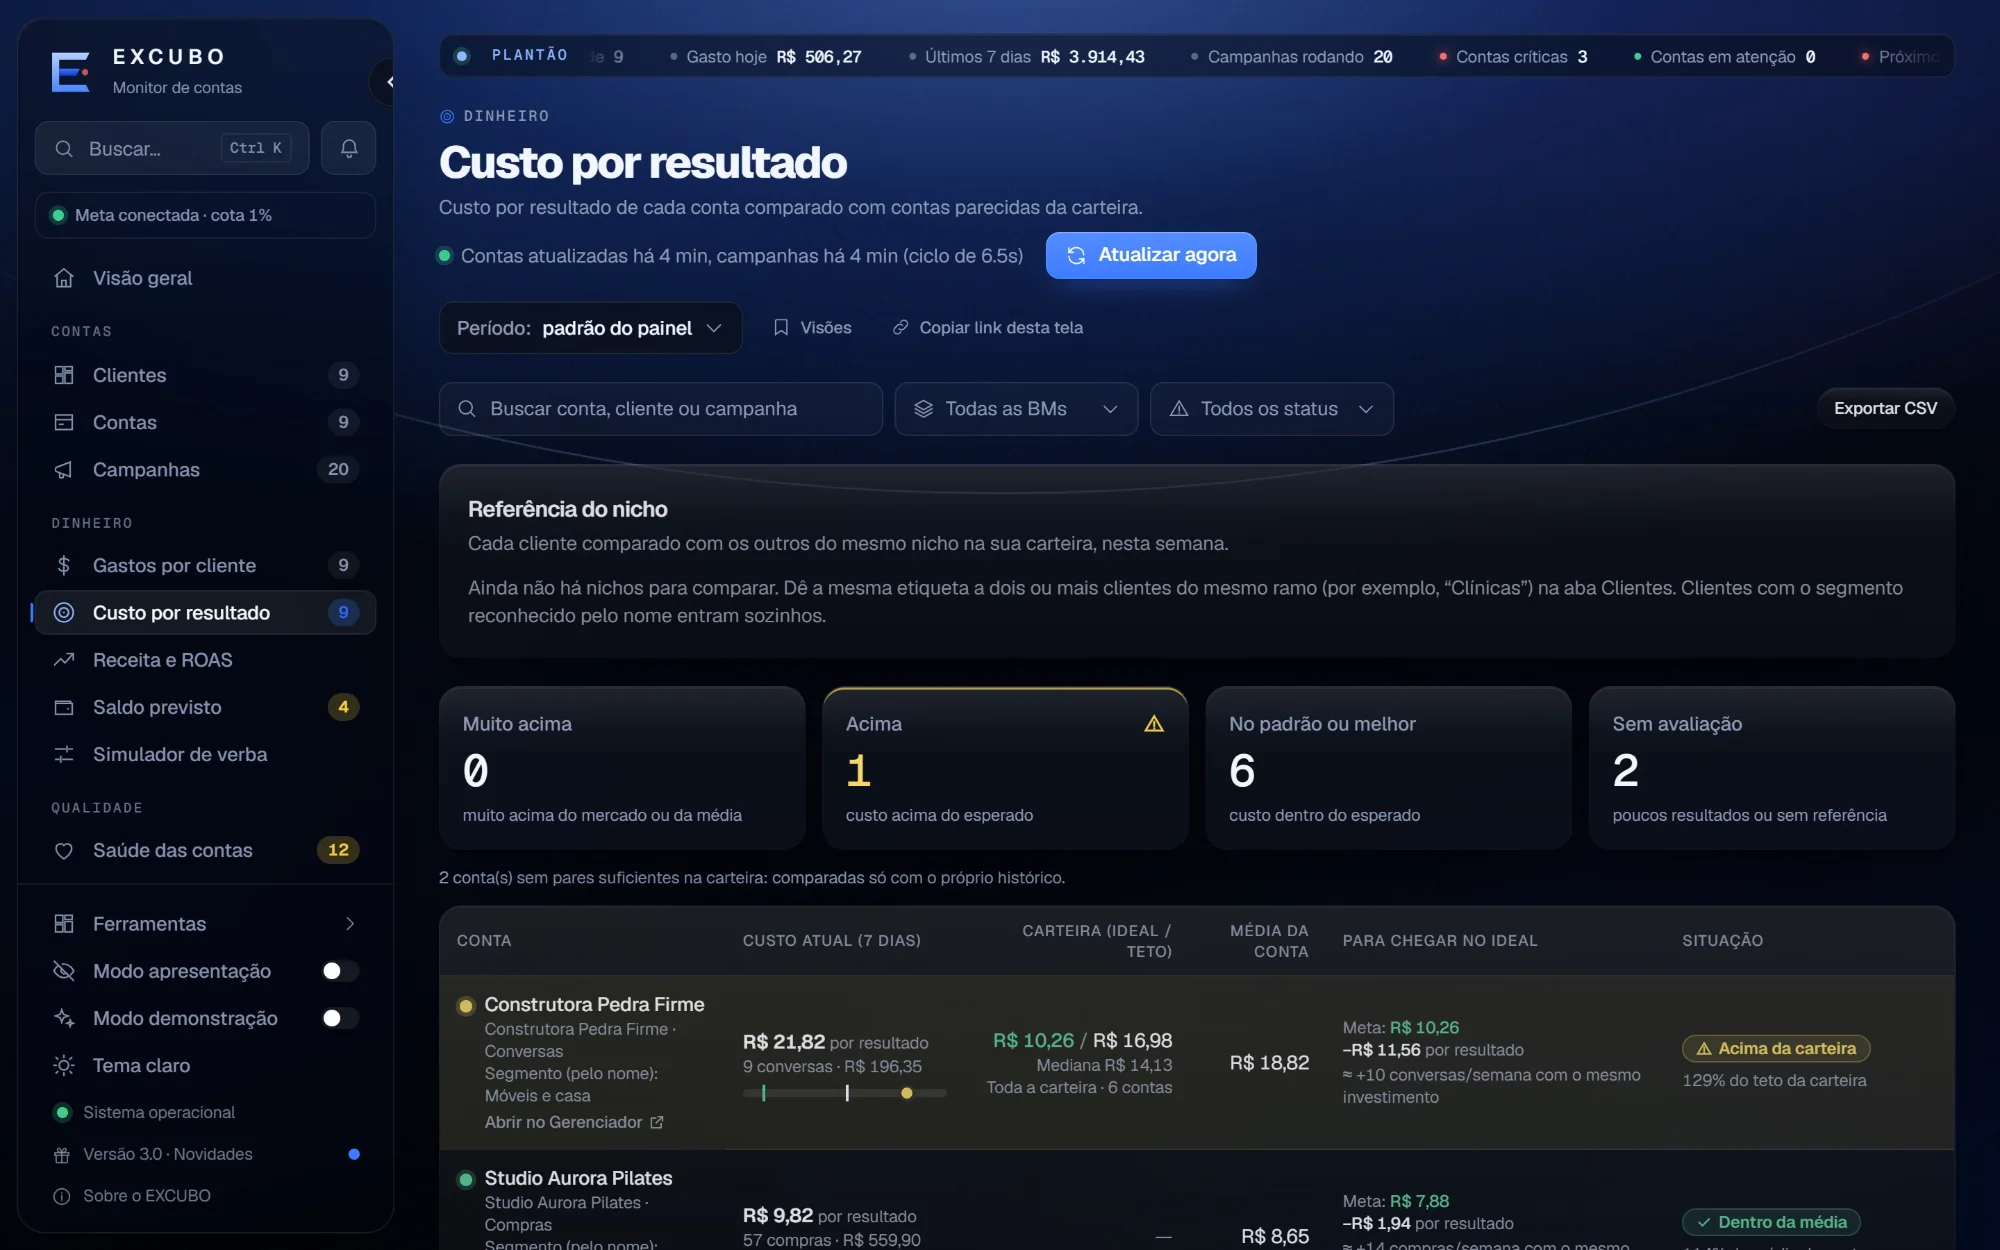 EXCUBO
Monitor de contas
Buscar...
Ctrl K
Meta conectada · cota 1%
Visão geral
CONTAS
Clientes 9
Contas 9
Campanhas 20
DINHEIRO
Gastos por cliente 9
Custo por resultado 9
Receita e ROAS
Saldo previsto 4
Simulador de verba
QUALIDADE
Saúde das contas 12
Ferramentas
Modo apresentação
Modo demonstração
Tema claro
Sistema operacional
Versão 3.0 · Novidades
Sobre o EXCUBO
PLANTÃO
9 Gasto hoje R$ 506,27 Últimos 7 dias R$ 3.914,43 Campanhas rodando 20 Contas críticas 3 Contas em atenção 0 Próximo
DINHEIRO
Custo por resultado
Custo por resultado de cada conta comparado com contas parecidas da carteira.
Contas atualizadas há 4 min, campanhas há 4 min (ciclo de 6.5s)
Atualizar agora
Período: padrão do painel
Visões
Copiar link desta tela
Buscar conta, cliente ou campanha
Todas as BMs
Todos os status
Exportar CSV
Referência do nicho
Cada cliente comparado com os outros do mesmo nicho na sua carteira, nesta semana.
Ainda não há nichos para comparar. Dê a mesma etiqueta a dois ou mais clientes do mesmo ramo (por exemplo, “Clínicas”) na aba Clientes. Clientes com o segmento
reconhecido pelo nome entram sozinhos.
Muito acima
0
muito acima do mercado ou da média
Acima
1
custo acima do esperado
No padrão ou melhor
6
custo dentro do esperado
Sem avaliação
2
poucos resultados ou sem referência
2 conta(s) sem pares suficientes na carteira: comparadas só com o próprio histórico.
CONTA
CUSTO ATUAL (7 DIAS)
CARTEIRA (IDEAL /
TETO)
MÉDIA DA
CONTA
PARA CHEGAR NO IDEAL
SITUAÇÃO
Construtora Pedra Firme
Construtora Pedra Firme ·
Conversas
Segmento (pelo nome):
Móveis e casa
Abrir no Gerenciador
R$ 21,82 por resultado
9 conversas · R$ 196,35
R$ 10,26 / R$ 16,98
Mediana R$ 14,13
Toda a carteira · 6 contas
R$ 18,82
Meta: R$ 10,26
−R$ 11,56 por resultado
≈ +10 conversas/semana com o mesmo
investimento
Acima da carteira
129% do teto da carteira
Studio Aurora Pilates
Studio Aurora Pilates ·
Compras
Segmento (pelo nome):
R$ 9,82 por resultado
57 compras · R$ 559,90
—
R$ 8,65
Meta: R$ 7,88
−R$ 1,94 por resultado
≈ +14 compras/semana com o mesmo
Dentro da média